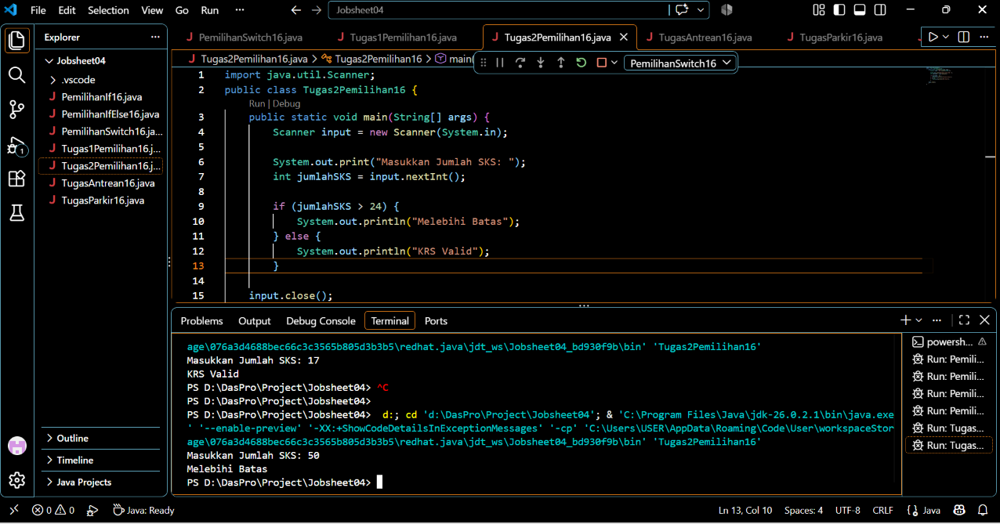 File Edit Selection View Go Run ··· Jobsheet04
Explorer ···
Jobsheet04
.vscode
J PemilihanIf16.java
J PemilihanIfElse16.java
J PemilihanSwitch16.ja...
J Tugas1Pemilihan16.j...
J Tugas2Pemilihan16.j...
J TugasAntrean16.java
J TugasParkir16.java
Outline
Timeline
Java Projects
1
J PemilihanSwitch16.java J Tugas1Pemilihan16.java J Tugas2Pemilihan16.java J TugasAntrean16.java J TugasParkir16.java
J Tugas2Pemilihan16.java > Tugas2Pemilihan16 > main(
PemilihanSwitch16
1 import java.util.Scanner;
2 public class Tugas2Pemilihan16 {
Run | Debug
3 public static void main(String[] args) {
4 Scanner input = new Scanner(System.in);
5
6 System.out.print("Masukkan Jumlah SKS: ");
7 int jumlahSKS = input.nextInt();
8
9 if (jumlahSKS > 24) {
10 System.out.println("Melebihi Batas");
11 } else {
12 System.out.println("KRS Valid");
13 }
14
15 input.close();
Problems Output Debug Console Terminal Ports
age\076a3d4688bec66c3c3565b805d3b3b5\redhat.java\jdt_ws\Jobsheet04_bd930f9b\bin' 'Tugas2Pemilihan16'
Masukkan Jumlah SKS: 17
KRS Valid
PS D:\DasPro\Project\Jobsheet04> ^C
PS D:\DasPro\Project\Jobsheet04>
PS D:\DasPro\Project\Jobsheet04> d:; cd 'd:\DasPro\Project\Jobsheet04'; & 'C:\Program Files\Java\jdk-26.0.2.1\bin\java.exe
' '--enable-preview' '-XX:+ShowCodeDetailsInExceptionMessages' '-cp' 'C:\Users\USER\AppData\Roaming\Code\User\workspaceStor
age\076a3d4688bec66c3c3565b805d3b3b5\redhat.java\jdt_ws\Jobsheet04_bd930f9b\bin' 'Tugas2Pemilihan16'
Masukkan Jumlah SKS: 50
Melebihi Batas
PS D:\DasPro\Project\Jobsheet04>
powersh...
Run: Pemili...
Run: Pemili...
Run: Pemili...
Run: Pemili...
Run: Tugas...
Run: Tugas...
0 0 Java: Ready Ln 13, Col 10 Spaces: 4 UTF-8 CRLF Java